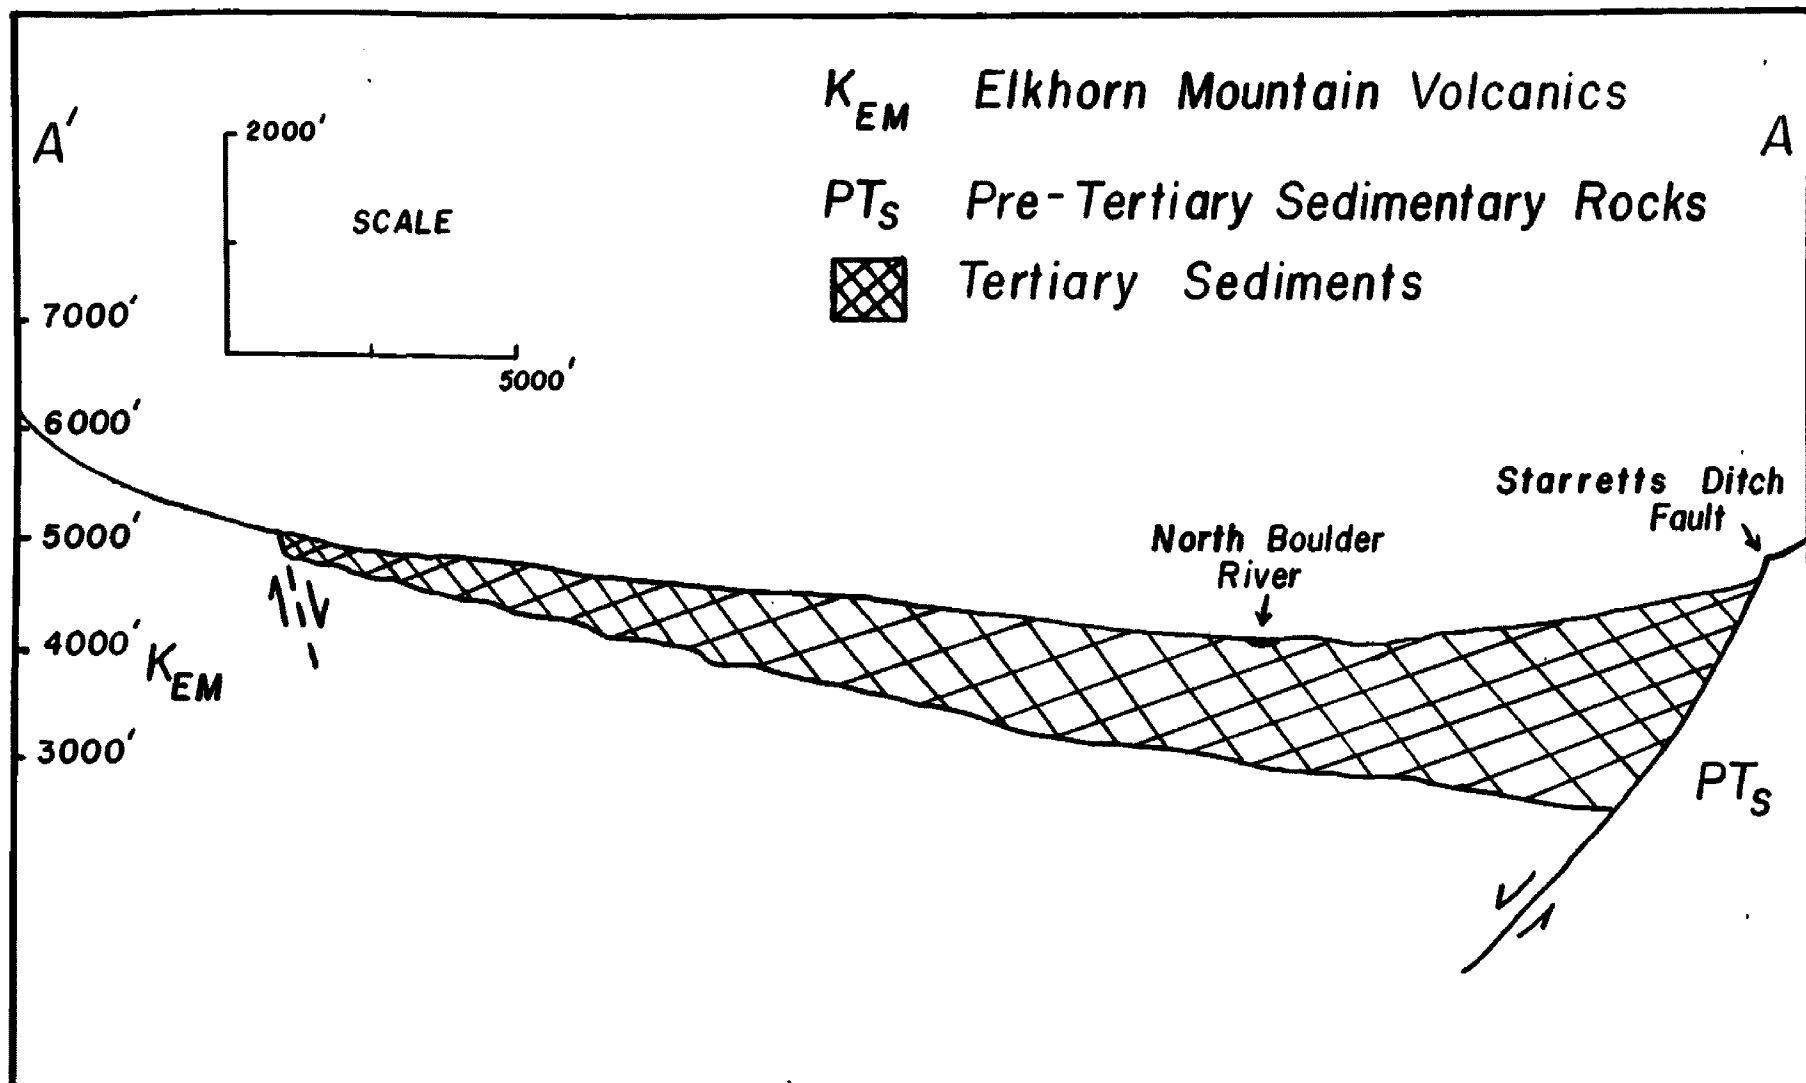 A′
2000′
SCALE
5000′
K_EM Elkhorn Mountain Volcanics
PT_S Pre-Tertiary Sedimentary Rocks
Tertiary Sediments
A
7000′
6000′
5000′
4000′
3000′
K_EM
North Boulder
River
Starretts Ditch
Fault
PT_S